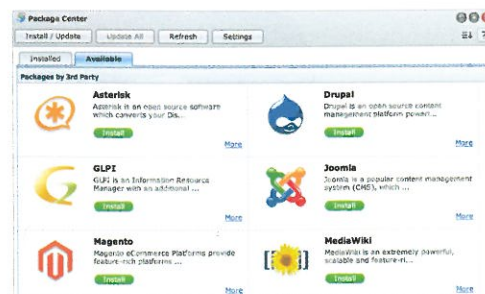 Package Center
Install / Update Update All Refresh Settings
Installed Available
Packages by 3rd Party
Asterisk
Asterisk is an open source software
which converts your Dis...
Install
More
Drupal
Drupal is an open source content
management platform poweri...
Install
More
GLPI
GLPI is an Information Resource
Manager with an additional ...
Install
More
Joomla
Joomla is a popular content management
system (CMS), which ...
Install
More
Magento
Magento eCommerce Platforms provide
feature-rich platforms ...
Install
More
MediaWiki
MediaWiki is an extremely powerful,
scalable and feature-ri...
Install
More